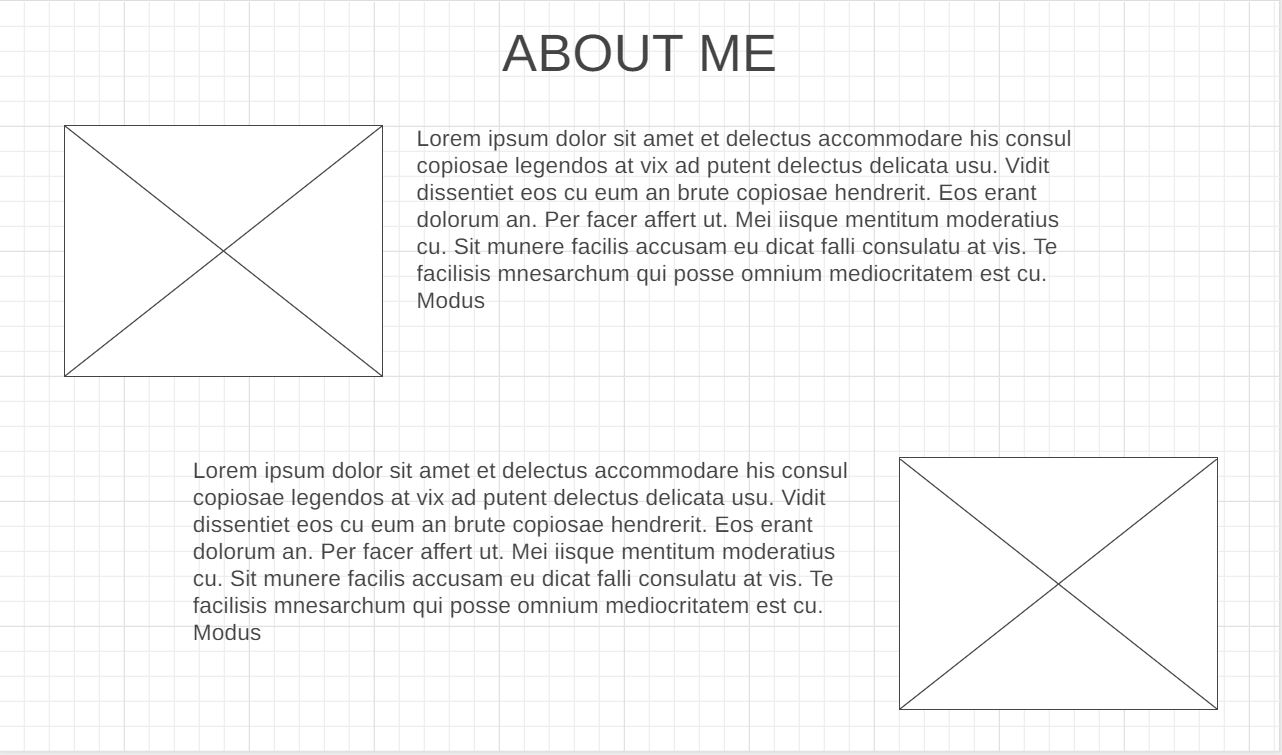 ABOUT ME
Lorem ipsum dolor sit amet et delectus accommodare his consul
copiosae legendos at vix ad putent delectus delicata usu. Vidit
dissentiet eos cu eum an brute copiosae hendrerit. Eos erant
dolorum an. Per facer affert ut. Mei iisque mentitum moderatius
cu. Sit munere facilis accusam eu dicat falli consulatu at vis. Te
facilisis mnesarchum qui posse omnium mediocritatem est cu.
Modus
Lorem ipsum dolor sit amet et delectus accommodare his consul
copiosae legendos at vix ad putent delectus delicata usu. Vidit
dissentiet eos cu eum an brute copiosae hendrerit. Eos erant
dolorum an. Per facer affert ut. Mei iisque mentitum moderatius
cu. Sit munere facilis accusam eu dicat falli consulatu at vis. Te
facilisis mnesarchum qui posse omnium mediocritatem est cu.
Modus